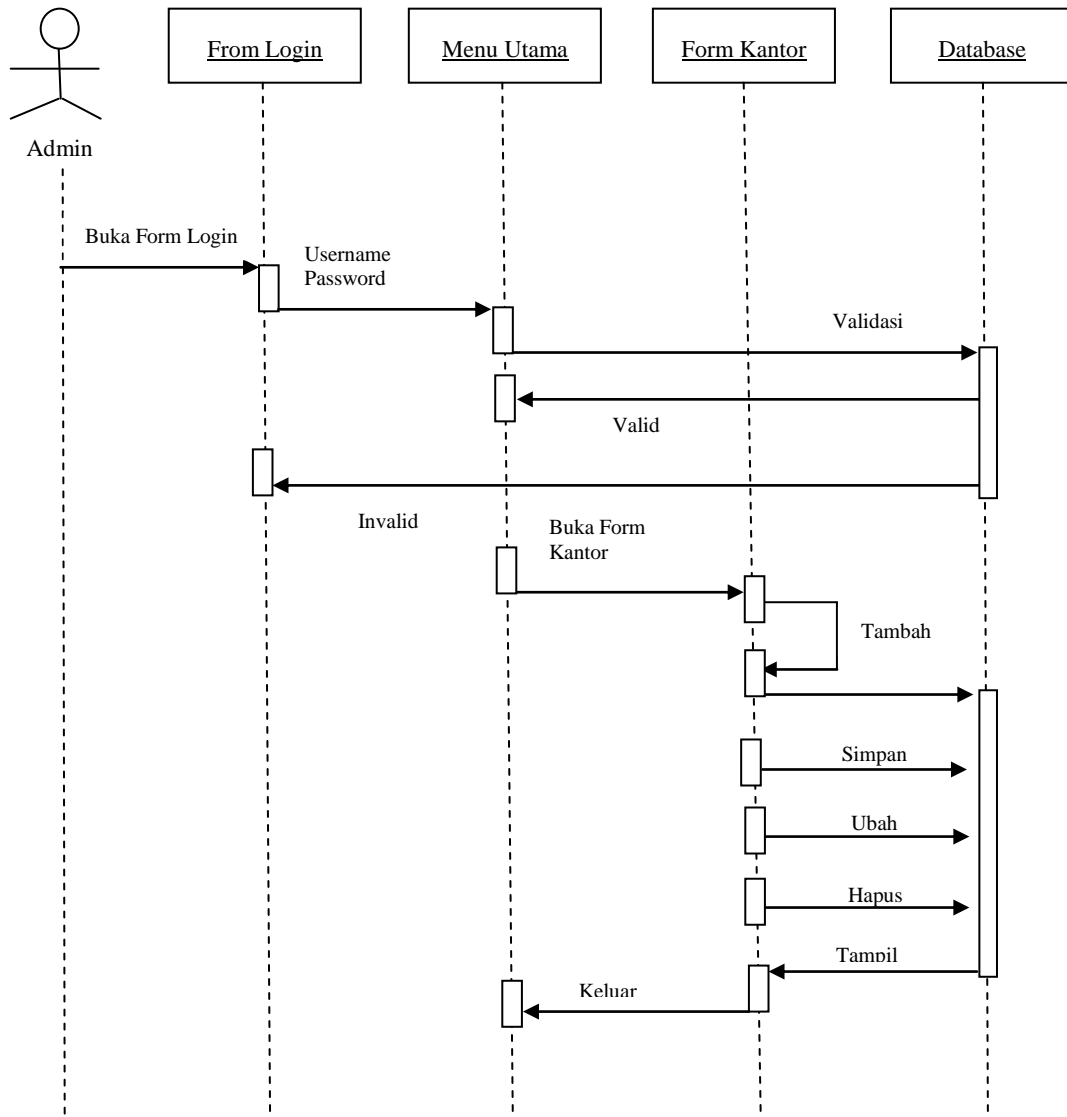 From Login
Menu Utama
Form Kantor
Database
Admin
Buka Form Login
Username
Password
Validasi
Valid
Invalid
Buka Form
Kantor
Tambah
Simpan
Ubah
Hapus
Tampil
Keluar